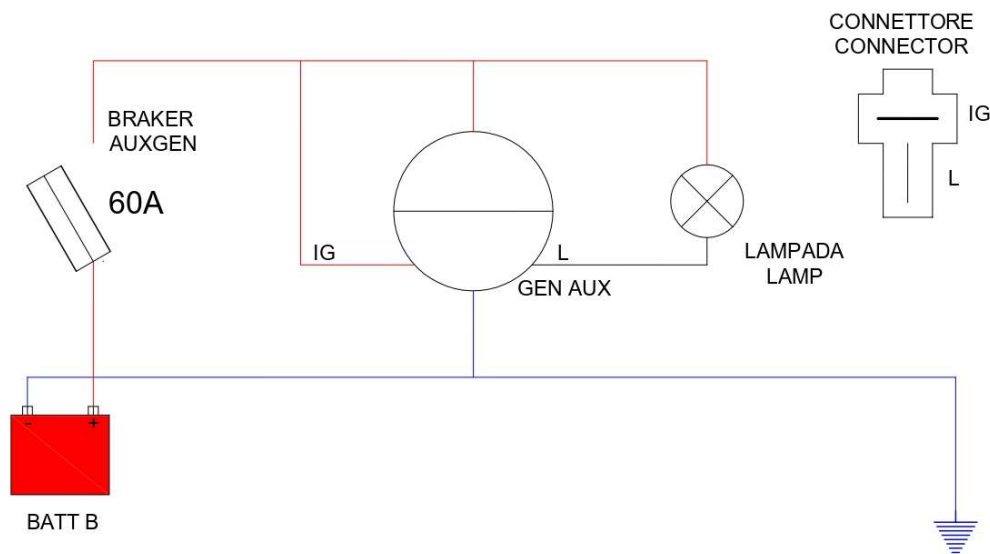 CONNETTORE
CONNECTOR
IG
L
BRAKER
AUXGEN
60A
IG
L
GEN AUX
LAMPADA
LAMP
- +
BATT B